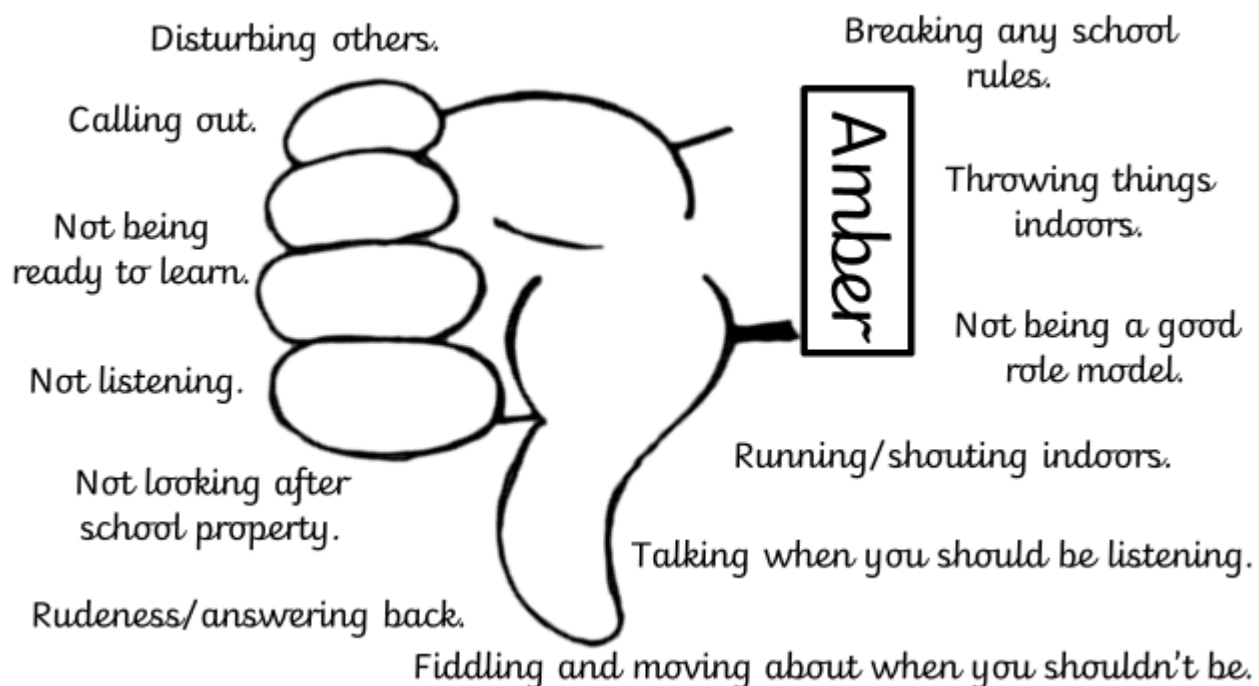 Disturbing others.
Calling out.
Not being
ready to learn.
Not listening.
Not looking after
school property.
Rudeness/answering back.
Breaking any school
rules.
Amber
Throwing things
indoors.
Not being a good
role model.
Running/shouting indoors.
Talking when you should be listening.
Fiddling and moving about when you shouldn't be.